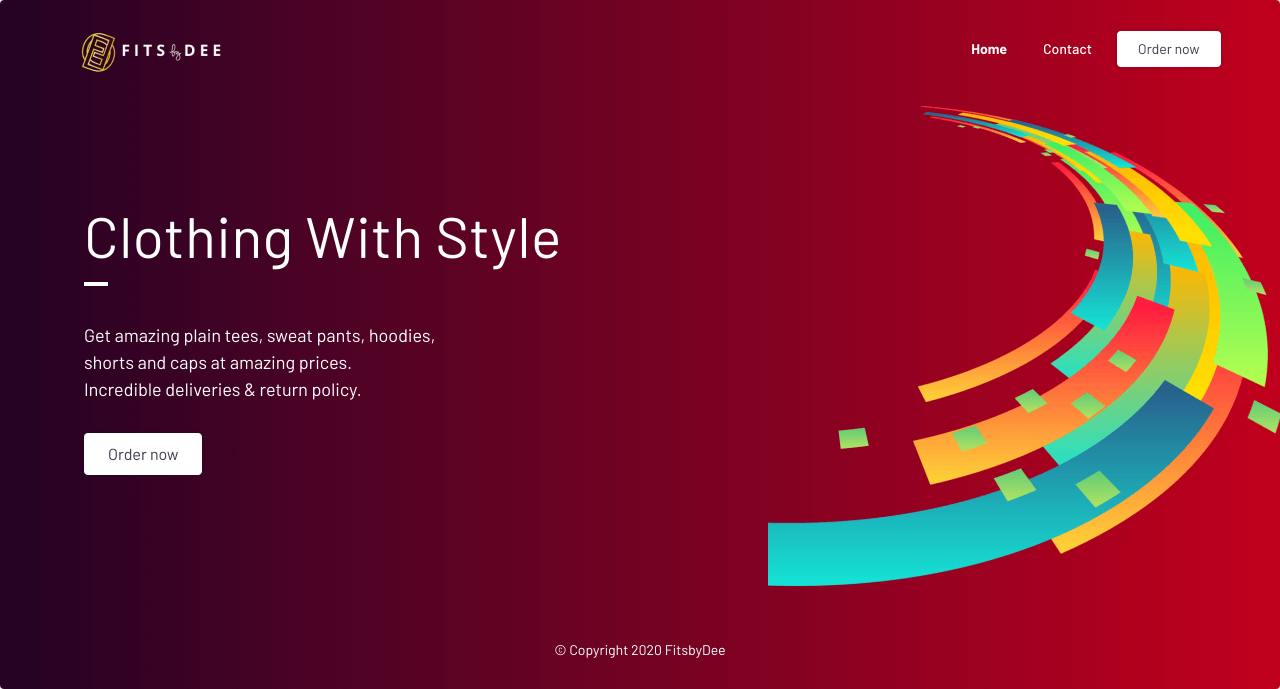 FITS by DEE
Home
Contact
Order now
Clothing With Style
Get amazing plain tees, sweat pants, hoodies,
shorts and caps at amazing prices.
Incredible deliveries & return policy.
Order now
© Copyright 2020 FitsbyDee